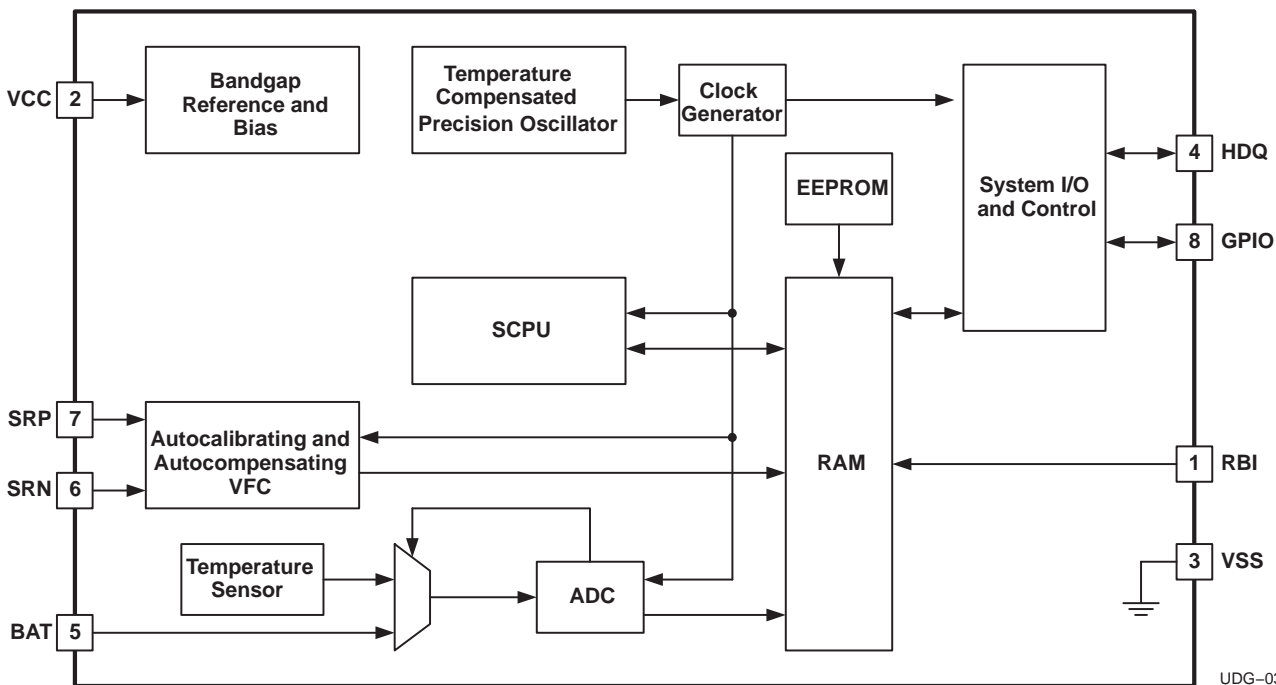 VCC 2
Bandgap
Reference and
Bias
Temperature
Compensated
Precision Oscillator
Clock
Generator
System I/O
and Control
4 HDQ
8 GPIO
EEPROM
SCPU
RAM
SRP 7
SRN 6
Autocalibrating and
Autocompensating
VFC
1 RBI
3 VSS
Temperature
Sensor
ADC
BAT 5
UDG–03